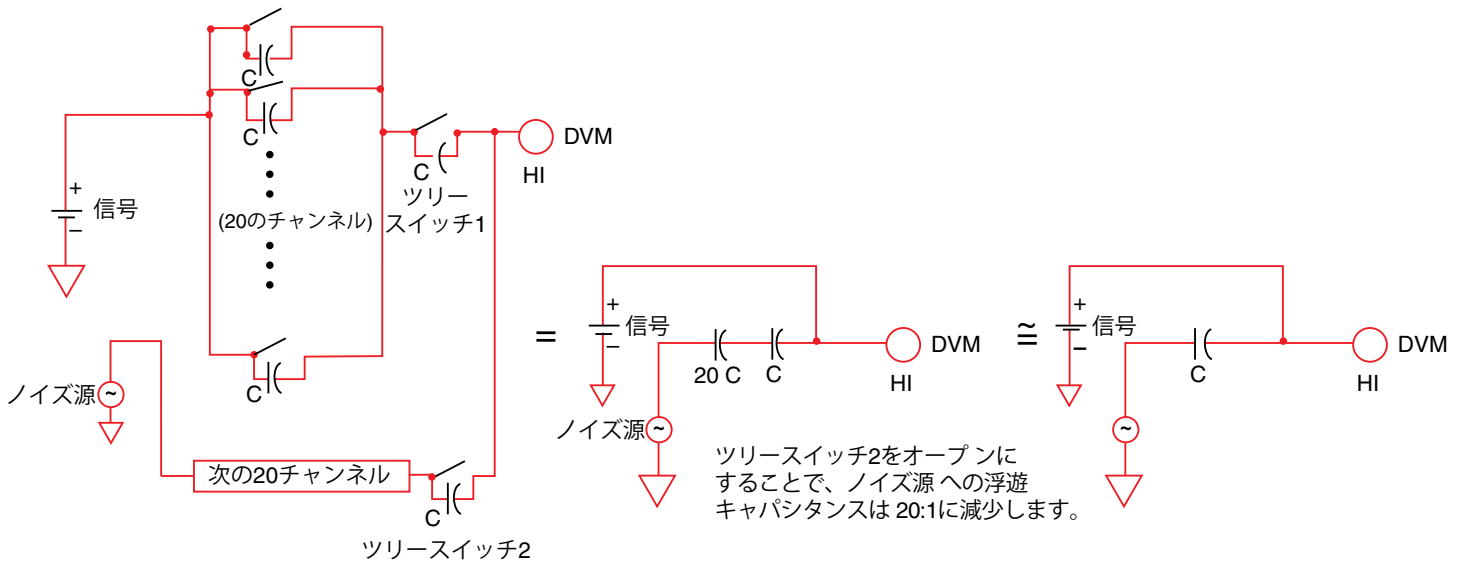 C
C
C
DVM
HI
+
信号
−
(20のチャンネル)
ツリー
スイッチ1
C
ノイズ源
~
次の20チャンネル
C
ツリースイッチ2
=
+
信号
−
20 C
C
DVM
HI
ノイズ源
~
≅
+
信号
−
C
DVM
HI
~
ツリースイッチ2をオープ ンに
することで、ノイズ源 への浮遊
キャパシタンスは 20:1に減少します。